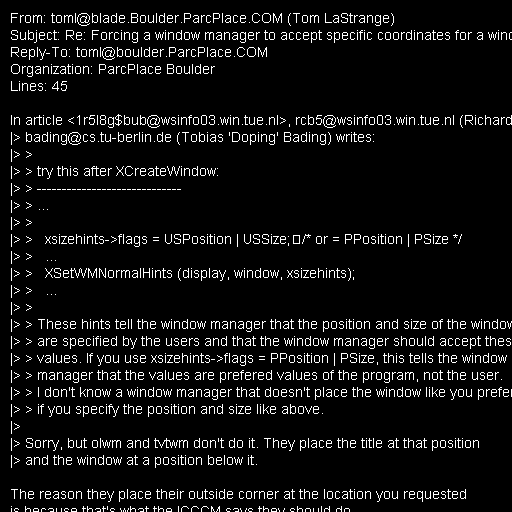 From: toml@blade.Boulder.ParcPlace.COM (Tom LaStrange)
Subject: Re: Forcing a window manager to accept specific coordinates for a wind
Reply-To: toml@boulder.ParcPlace.COM
Organization: ParcPlace Boulder
Lines: 45

In article <1r5l8g$bub@wsinfo03.win.tue.nl>, rcb5@wsinfo03.win.tue.nl (Richard
|> bading@cs.tu-berlin.de (Tobias 'Doping' Bading) writes:
|> >
|> > try this after XCreateWindow:
|> > -----------------------------
|> > ...
|> >
|> >   xsizehints->flags = USPosition | USSize;▯/* or = PPosition | PSize */
|> >   ...
|> >   XSetWMNormalHints (display, window, xsizehints);
|> >   ...
|> >
|> > These hints tell the window manager that the position and size of the window
|> > are specified by the users and that the window manager should accept thes
|> > values. If you use xsizehints->flags = PPosition | PSize, this tells the window
|> > manager that the values are prefered values of the program, not the user.
|> > I don't know a window manager that doesn't place the window like you prefer
|> > if you specify the position and size like above.
|>
|> Sorry, but olwm and tvtwm don't do it. They place the title at that position
|> and the window at a position below it.

The reason they place their outside corner at the location you requested
is because that's what the ICCCM says they should do.